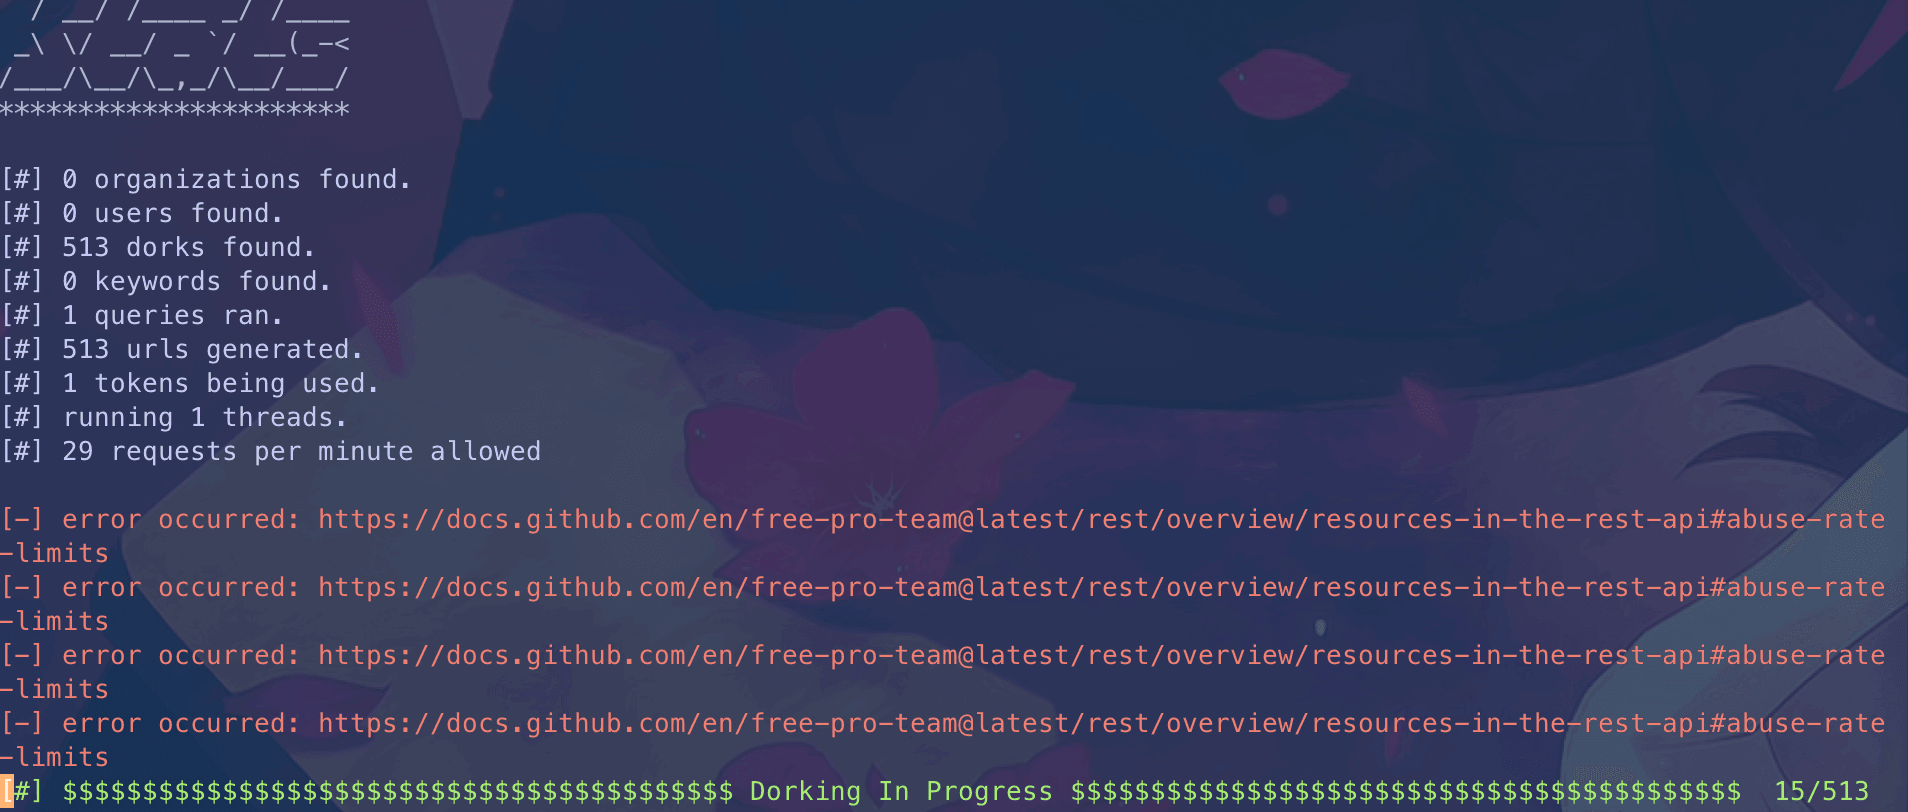 / __/ /____ _/ /____
_\ \/ __/ _ `/ __(_-<
/___/\__/\_,_/\__/___/
**********************
[#] 0 organizations found.
[#] 0 users found.
[#] 513 dorks found.
[#] 0 keywords found.
[#] 1 queries ran.
[#] 513 urls generated.
[#] 1 tokens being used.
[#] running 1 threads.
[#] 29 requests per minute allowed
[-] error occurred: https://docs.github.com/en/free-pro-team@latest/rest/overview/resources-in-the-rest-api#abuse-rate
-limits
[-] error occurred: https://docs.github.com/en/free-pro-team@latest/rest/overview/resources-in-the-rest-api#abuse-rate
-limits
[-] error occurred: https://docs.github.com/en/free-pro-team@latest/rest/overview/resources-in-the-rest-api#abuse-rate
-limits
[-] error occurred: https://docs.github.com/en/free-pro-team@latest/rest/overview/resources-in-the-rest-api#abuse-rate
-limits
[#] $$$$$$$$$$$$$$$$$$$$$$$$$$$$$$$$$$$$$$$$$$ Dorking In Progress $$$$$$$$$$$$$$$$$$$$$$$$$$$$$$$$$$$$$$$$$$  15/513